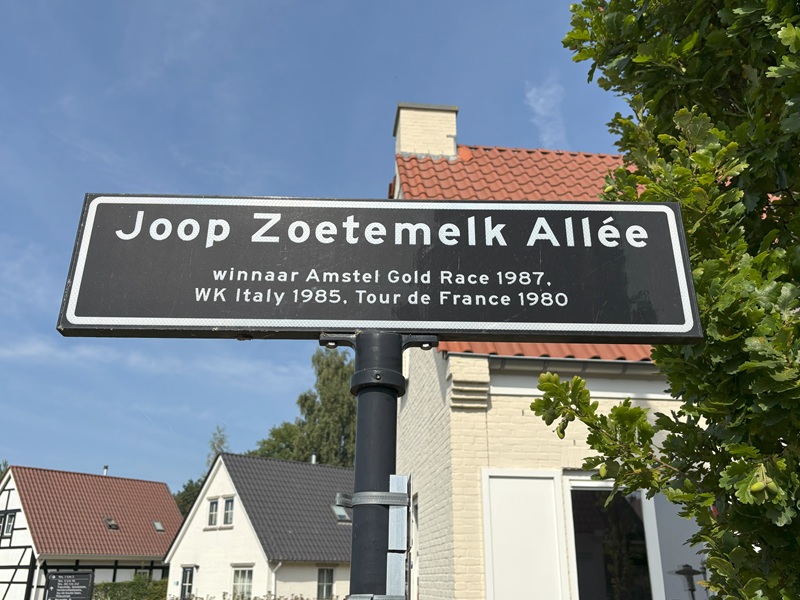 Joop Zoetemelk Allée
winnaar Amstel Gold Race 1987,
WK Italy 1985, Tour de France 1980